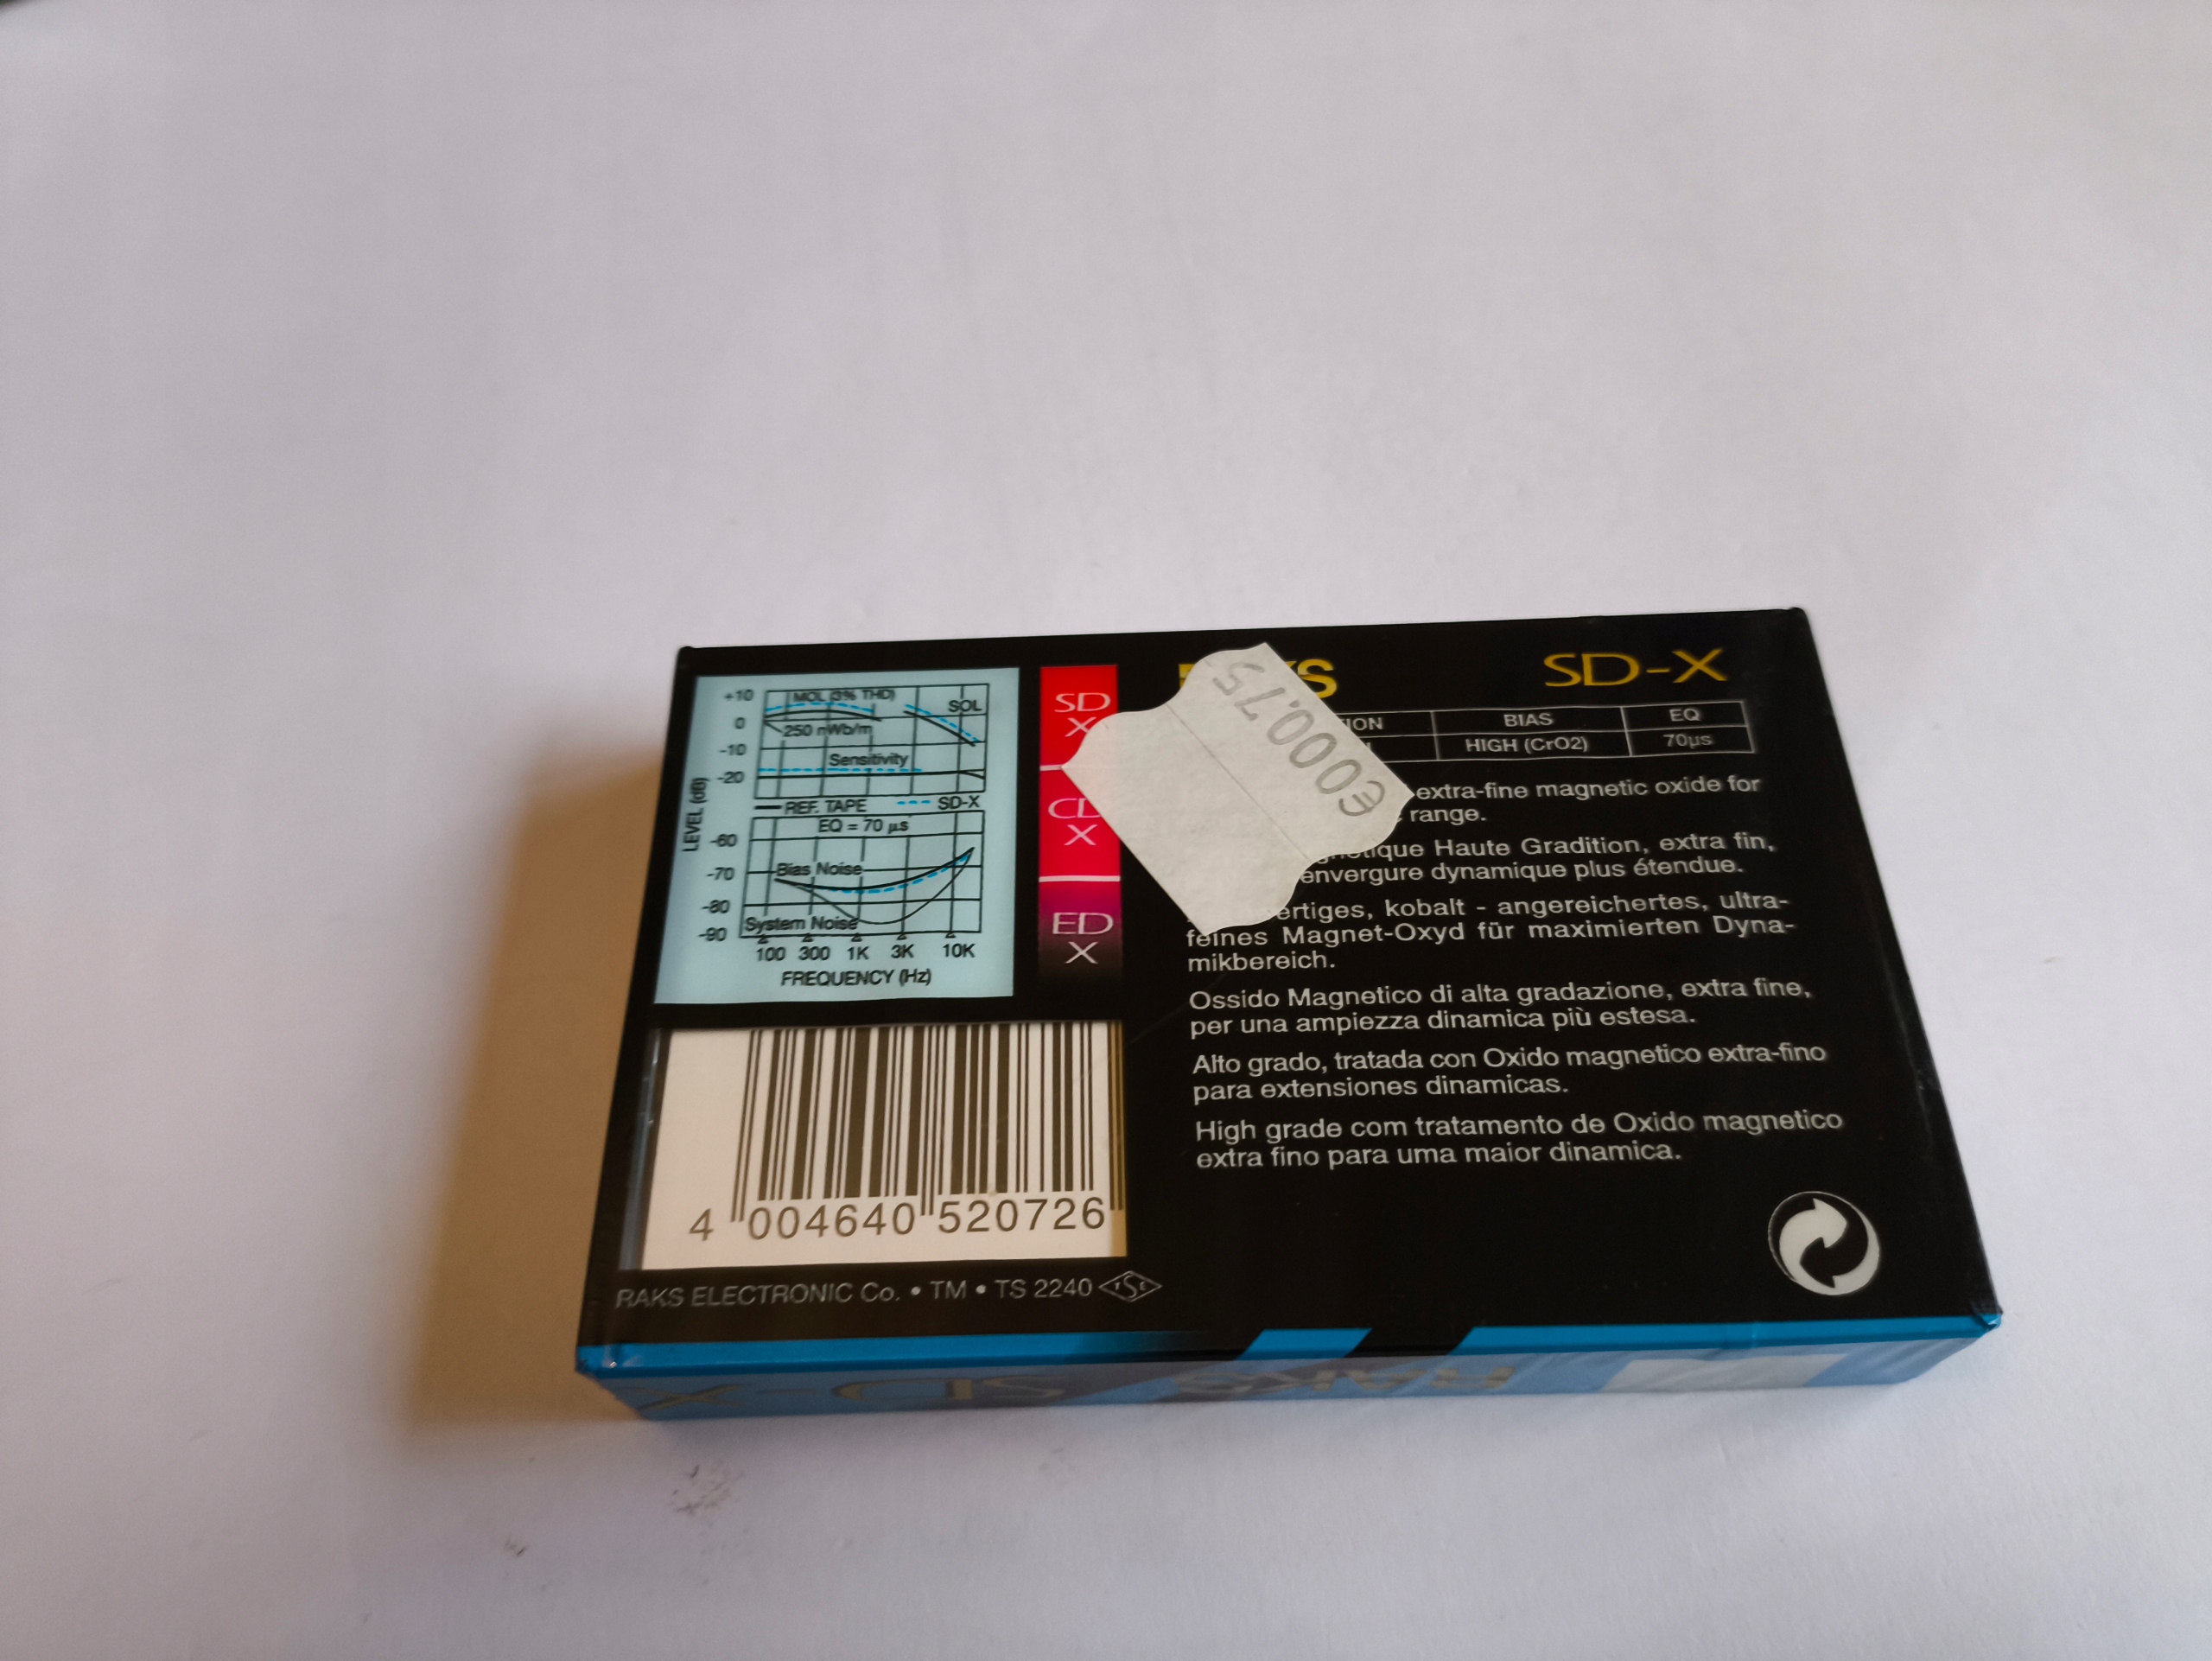 +10
MOL (3% THD)
SOL
0
250 nWb/m
-10
Sensitivity
-20
REF. TAPE
SD-X
EQ = 70 µs
LEVEL (dB)
-60
-70
Bias Noise
-80
System Noise
-90
100 300 1K 3K 10K
FREQUENCY (Hz)
SD
X
CD
X
ED
X
SD-X
€000.75
BIAS
EQ
HIGH (CrO2)
70µs
extra-fine magnetic oxide for
range.
Haute Gradition, extra fin,
envergure dynamique plus étendue.
kobalt - angereichertes, ultra-
feines Magnet-Oxyd für maximierten Dyna-
mikbereich.
Ossido Magnetico di alta gradazione, extra fine,
per una ampiezza dinamica più estesa.
Alto grado, tratada con Oxido magnetico extra-fino
para extensiones dinamicas.
High grade com tratamento de Oxido magnetico
extra fino para uma maior dinamica.
4 004640 520726
RAKS ELECTRONIC Co. • TM • TS 2240 TSE
RAKS SD-X